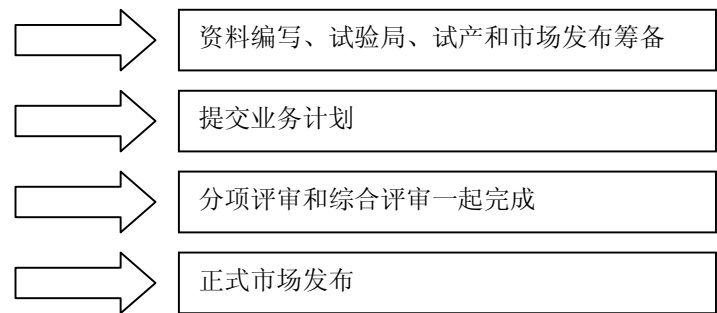 资料编写、试验局、试产和市场发布筹备
提交业务计划
分项评审和综合评审一起完成
正式市场发布